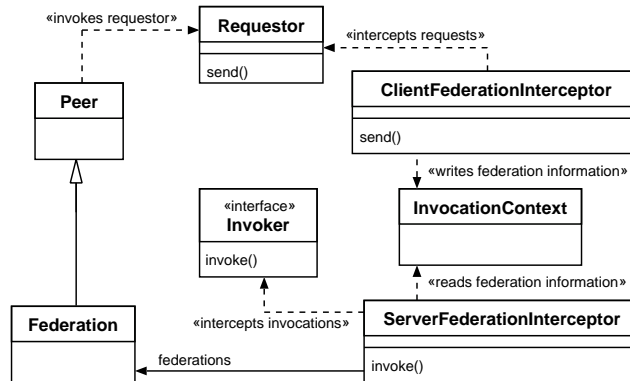 «invokes requestor»
Requestor
send()
«intercepts requests»
Peer
ClientFederationInterceptor
send()
«writes federation information»
«interface»
Invoker
invoke()
InvocationContext
«reads federation information»
«intercepts invocations»
Federation
ServerFederationInterceptor
invoke()
federations